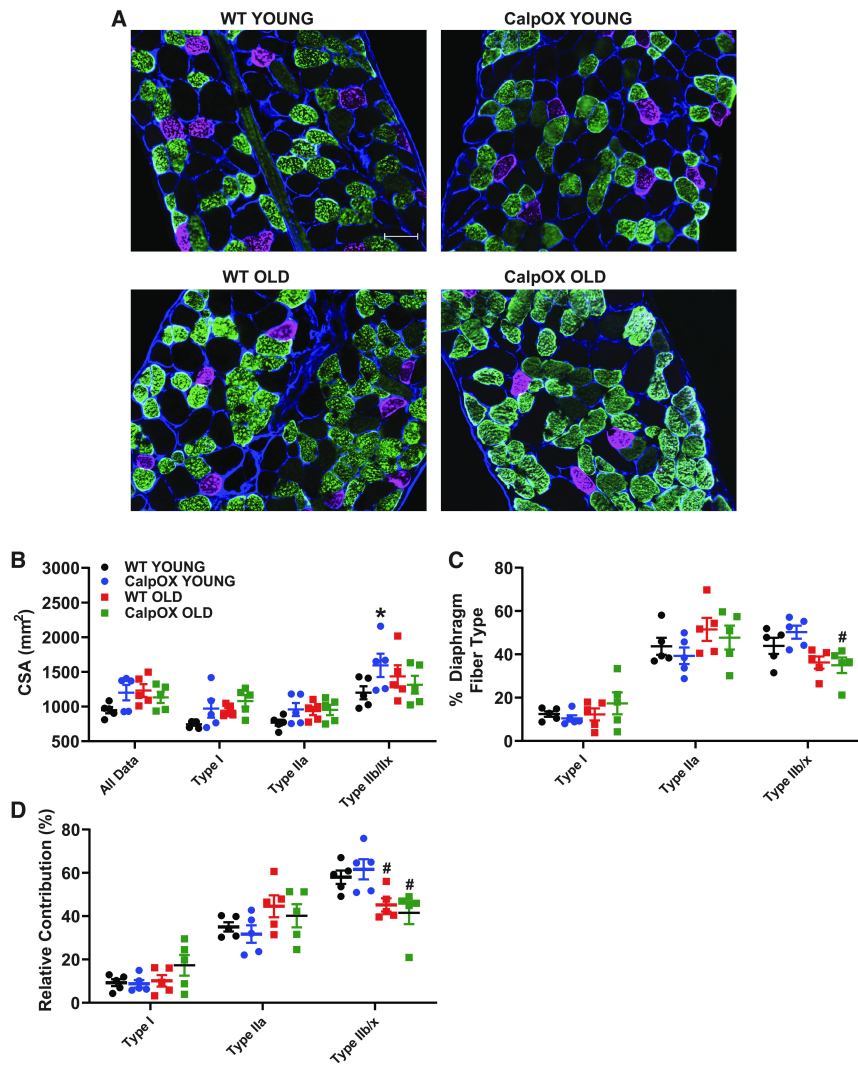 A
WT YOUNG
CalpOX YOUNG
WT OLD
CalpOX OLD
B
CSA (mm²)
3000
2500
2000
1500
1000
500
WT YOUNG
CalpOX YOUNG
WT OLD
CalpOX OLD
*
All Data
Type I
Type IIa
Type IIb/IIx
C
% Diaphragm
Fiber Type
80
60
40
20
0
#
Type I
Type IIa
Type IIb/x
D
Relative Contribution (%)
80
60
40
20
0
#
#
Type I
Type IIa
Type IIb/x